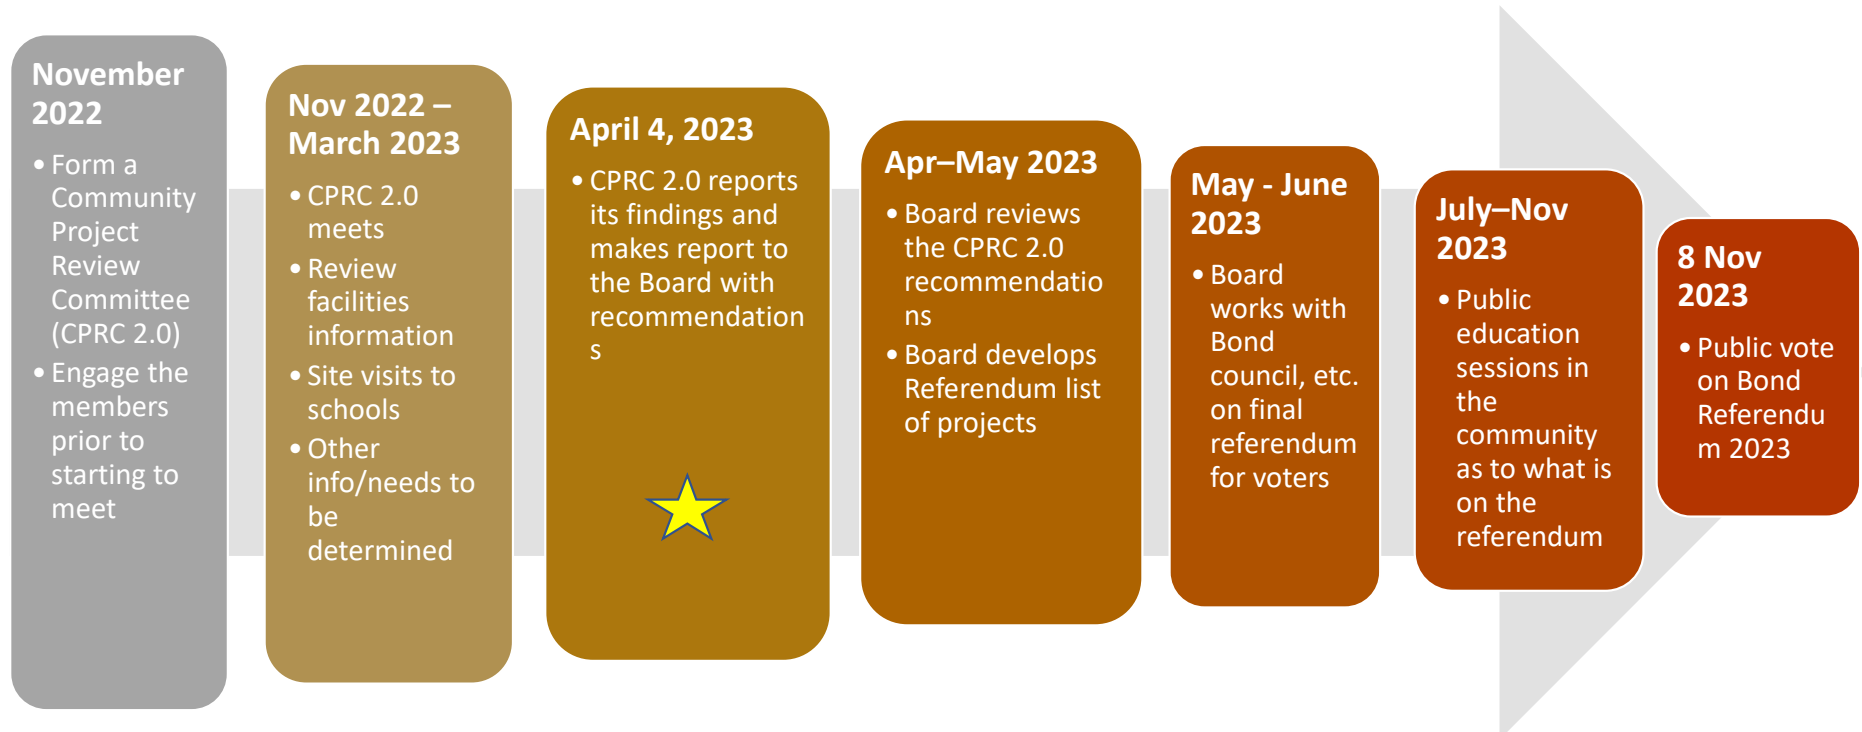 November
2022
• Form a
Community
Project
Review
Committee
(CPRC 2.0)
• Engage the
members
prior to
starting to
meet
Nov 2022 –
March 2023
• CPRC 2.0
meets
• Review
facilities
information
• Site visits to
schools
• Other
info/needs to
be
determined
April 4, 2023
• CPRC 2.0 reports
its findings and
makes report to
the Board with
recommendation
s
Apr–May 2023
• Board reviews
the CPRC 2.0
recommendatio
ns
• Board develops
Referendum list
of projects
May - June
2023
• Board
works with
Bond
council, etc.
on final
referendum
for voters
July–Nov
2023
• Public
education
sessions in
the
community
as to what is
on the
referendum
8 Nov
2023
• Public vote
on Bond
Referendu
m 2023